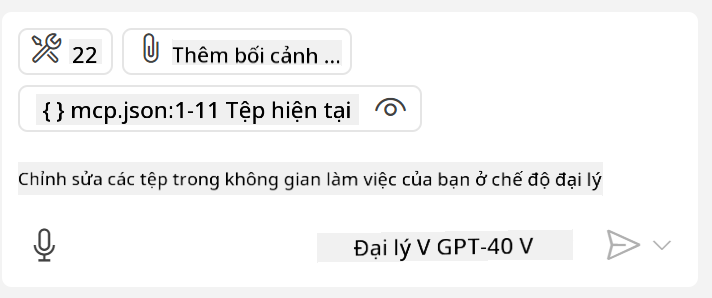 22 Thêm bối cảnh ...
{ } mcp.json:1-11 Tệp hiện tại
Chỉnh sửa các tệp trong không gian làm việc của bạn ở chế độ đại lý
Đại lý V GPT-40 V